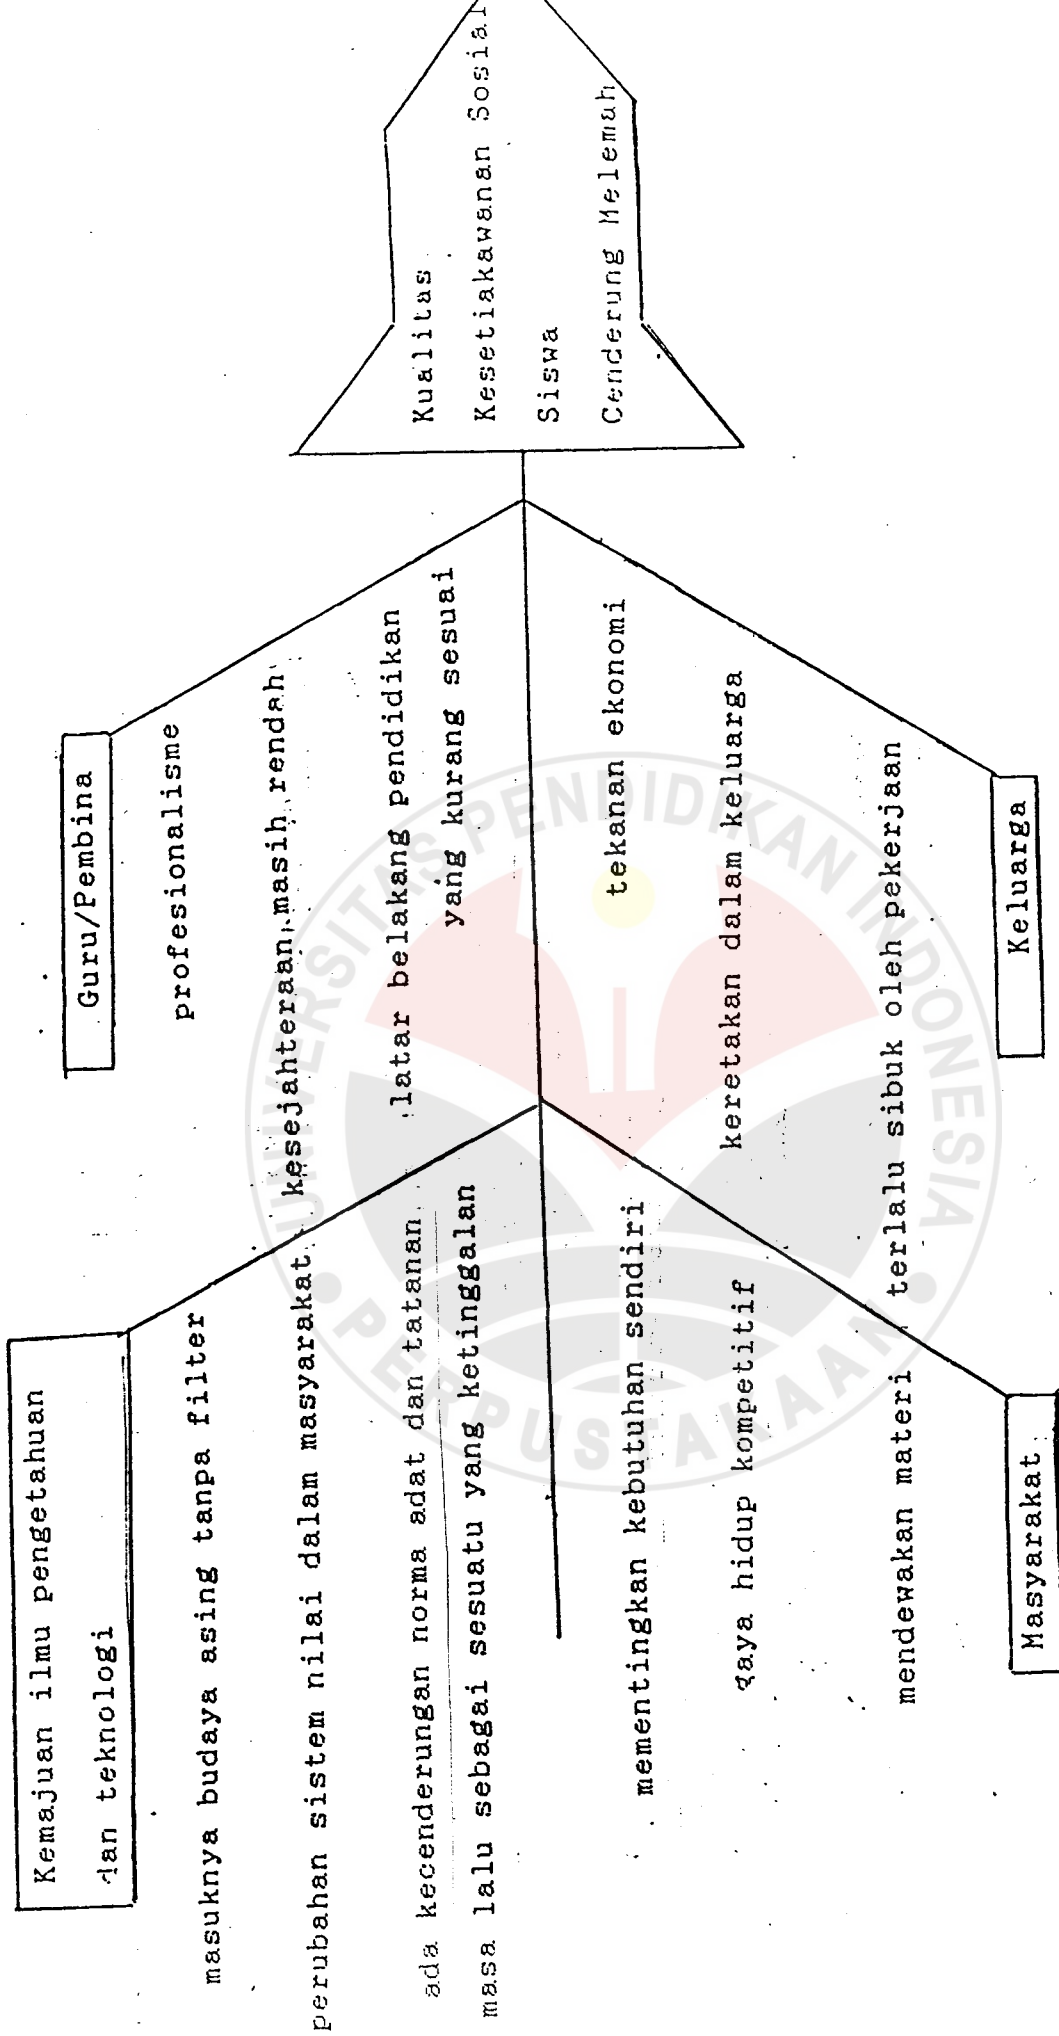 Kemajuan ilmu pengetahuan
dan teknologi
masuknya budaya asing tanpa filter
perubahan sistem nilai dalam masyarakat
ada kecenderungan norma adat dan tatanan
masa lalu sebagai sesuatu yang ketinggalan
Guru/Pembina
profesionalisme
kesejahteraan masih rendah
latar belakang pendidikan
yang kurang sesuai
mementingkan kebutuhan sendiri
gaya hidup kompetitif
mendewakan materi
Masyarakat
tekanan ekonomi
keretakan dalam keluarga
terlalu sibuk oleh pekerjaan
Keluarga
Kualitas
Kesetiakawanan Sosial
Siswa
Cenderung Melemah
UNIVERSITAS PENDIDIKAN INDONESIA
PERPUSTAKAAN